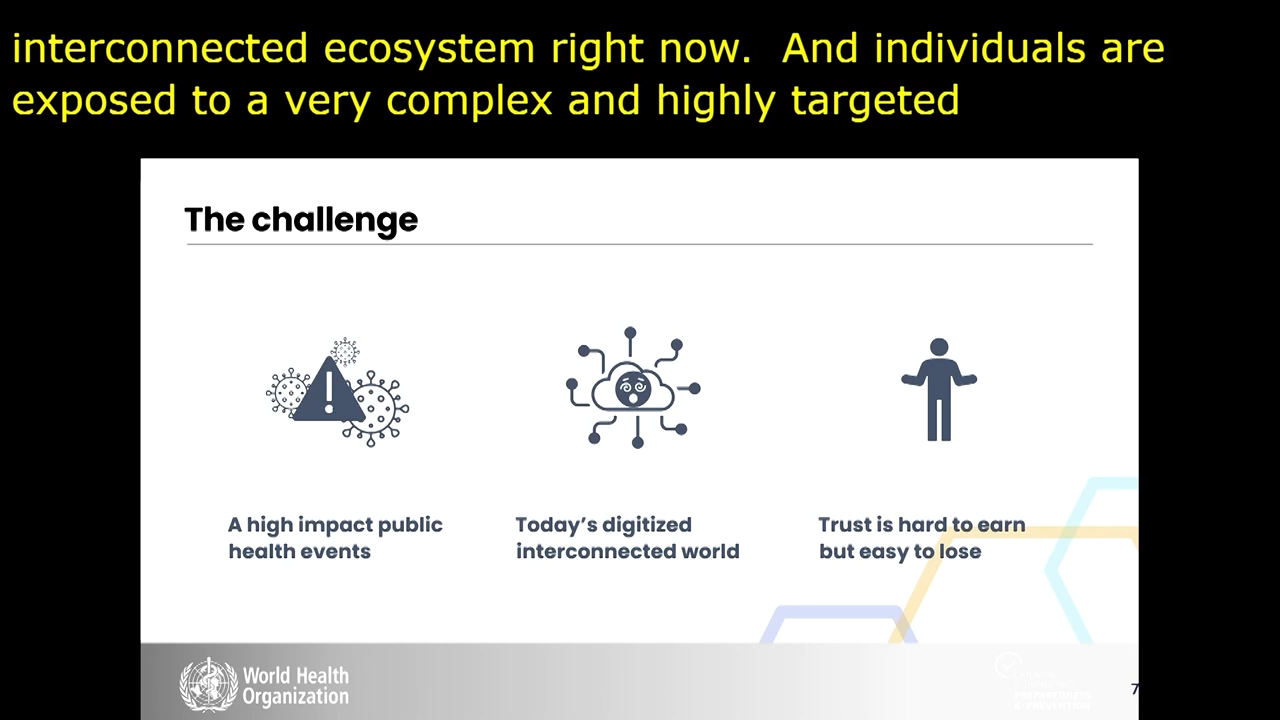 interconnected ecosystem right now.  And individuals are
exposed to a very complex and highly targeted
The challenge
A high impact public
health events
Today's digitized
interconnected world
Trust is hard to earn
but easy to lose
World Health
Organization
PREPAREDNESS
& PREVENTION
7